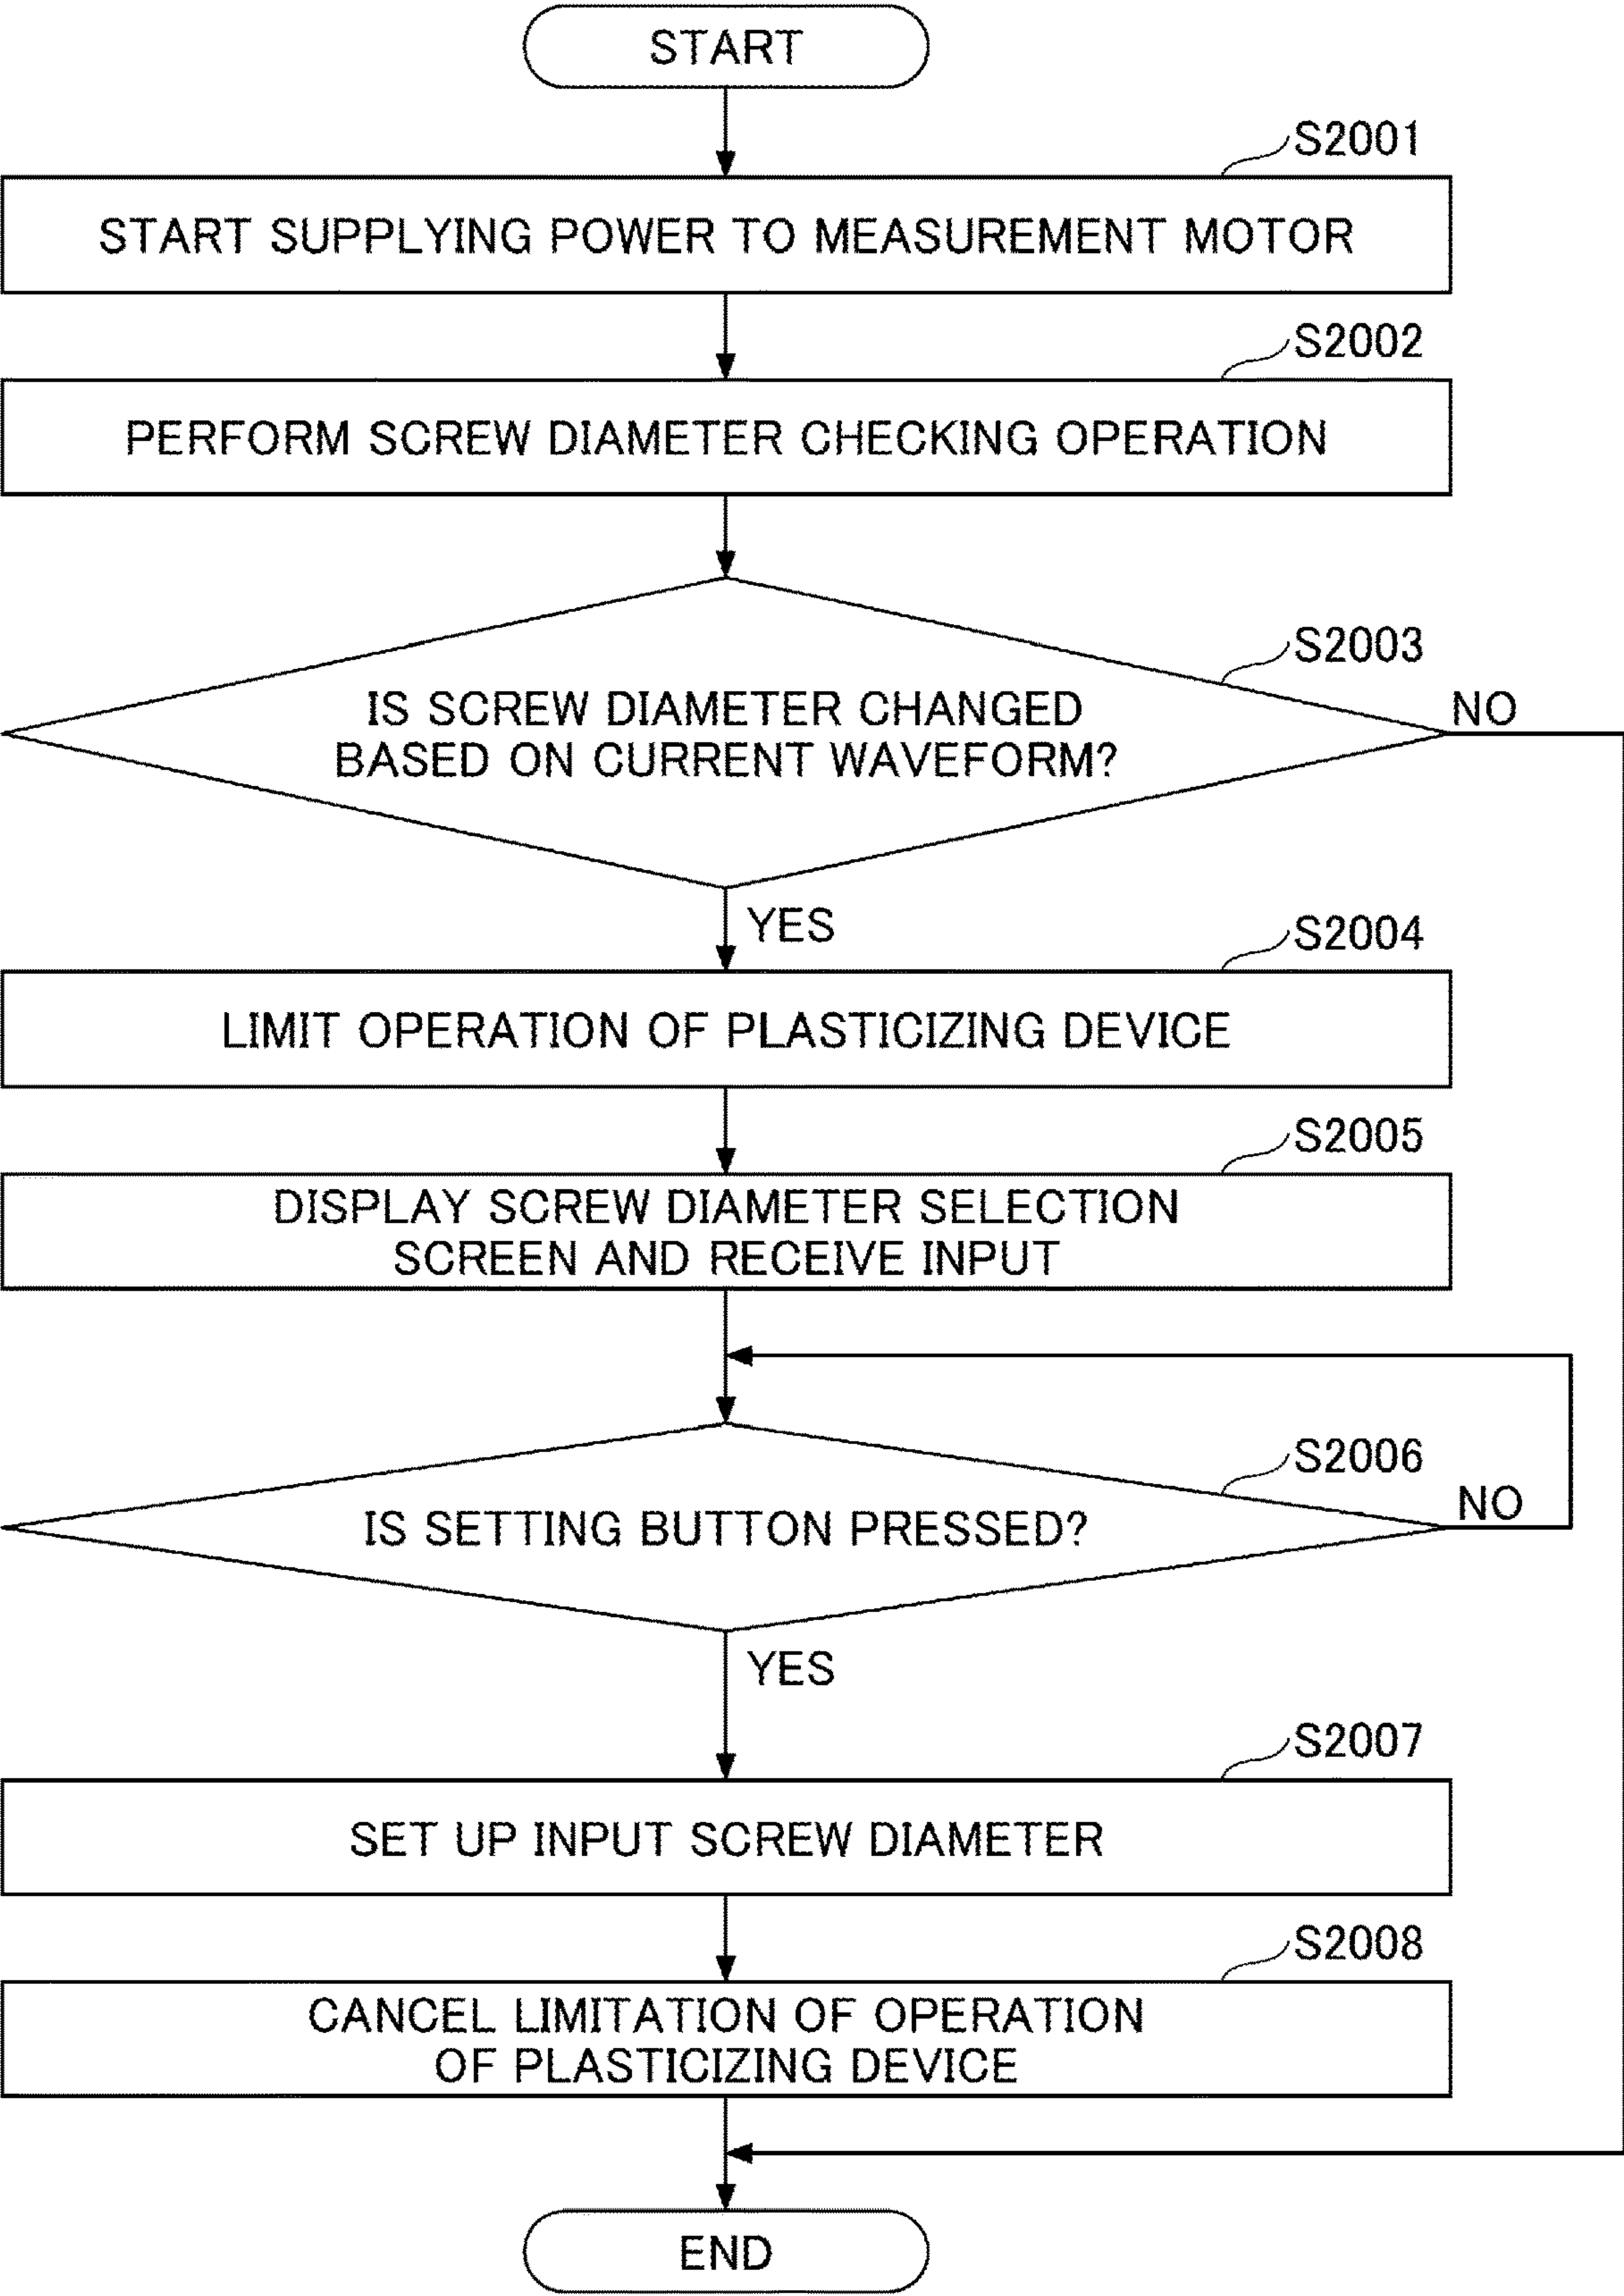 START
S2001
START SUPPLYING POWER TO MEASUREMENT MOTOR
S2002
PERFORM SCREW DIAMETER CHECKING OPERATION
S2003
IS SCREW DIAMETER CHANGED
BASED ON CURRENT WAVEFORM?
NO
YES
S2004
LIMIT OPERATION OF PLASTICIZING DEVICE
S2005
DISPLAY SCREW DIAMETER SELECTION
SCREEN AND RECEIVE INPUT
S2006
IS SETTING BUTTON PRESSED?
NO
YES
S2007
SET UP INPUT SCREW DIAMETER
S2008
CANCEL LIMITATION OF OPERATION
OF PLASTICIZING DEVICE
END